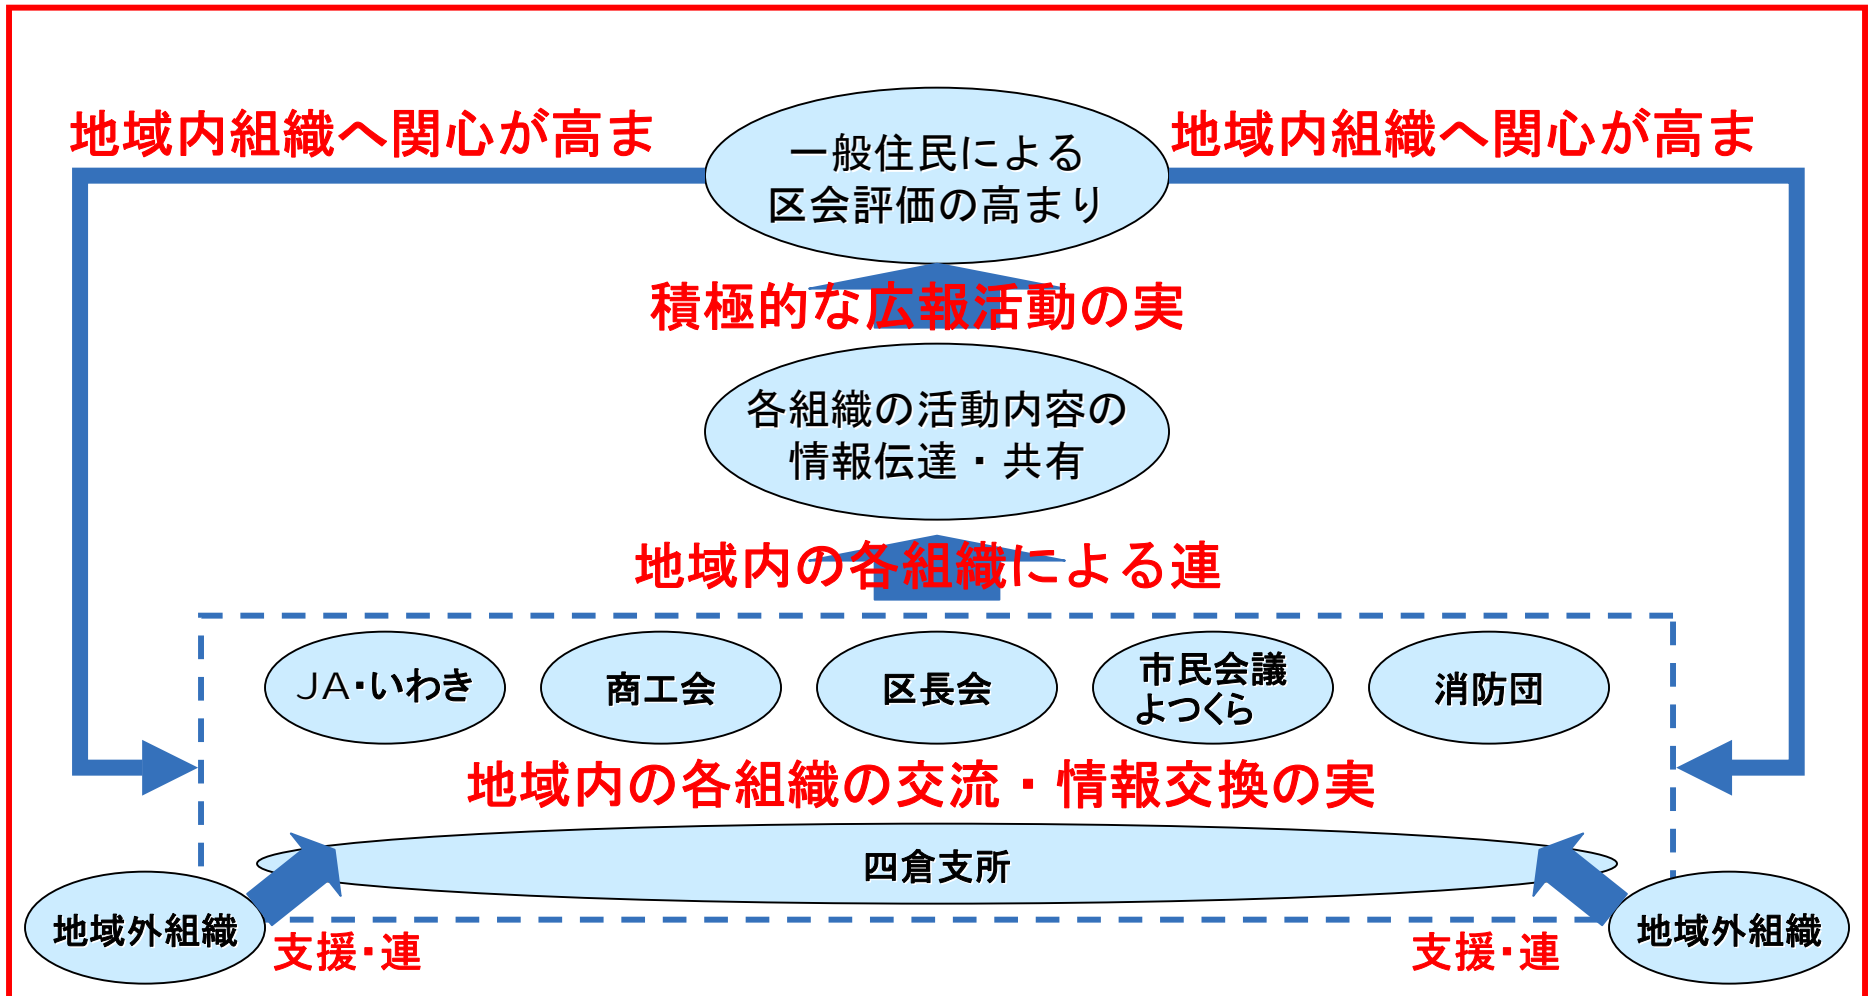 地域内組織へ関心が高ま
地域内組織へ関心が高ま
一般住民による
区会評価の高まり
積極的な広報活動の実
各組織の活動内容の
情報伝達・共有
地域内の各組織による連
JA・いわき
商工会
区長会
市民会議
よつくら
消防団
地域内の各組織の交流・情報交換の実
四倉支所
地域外組織
地域外組織
支援・連
支援・連